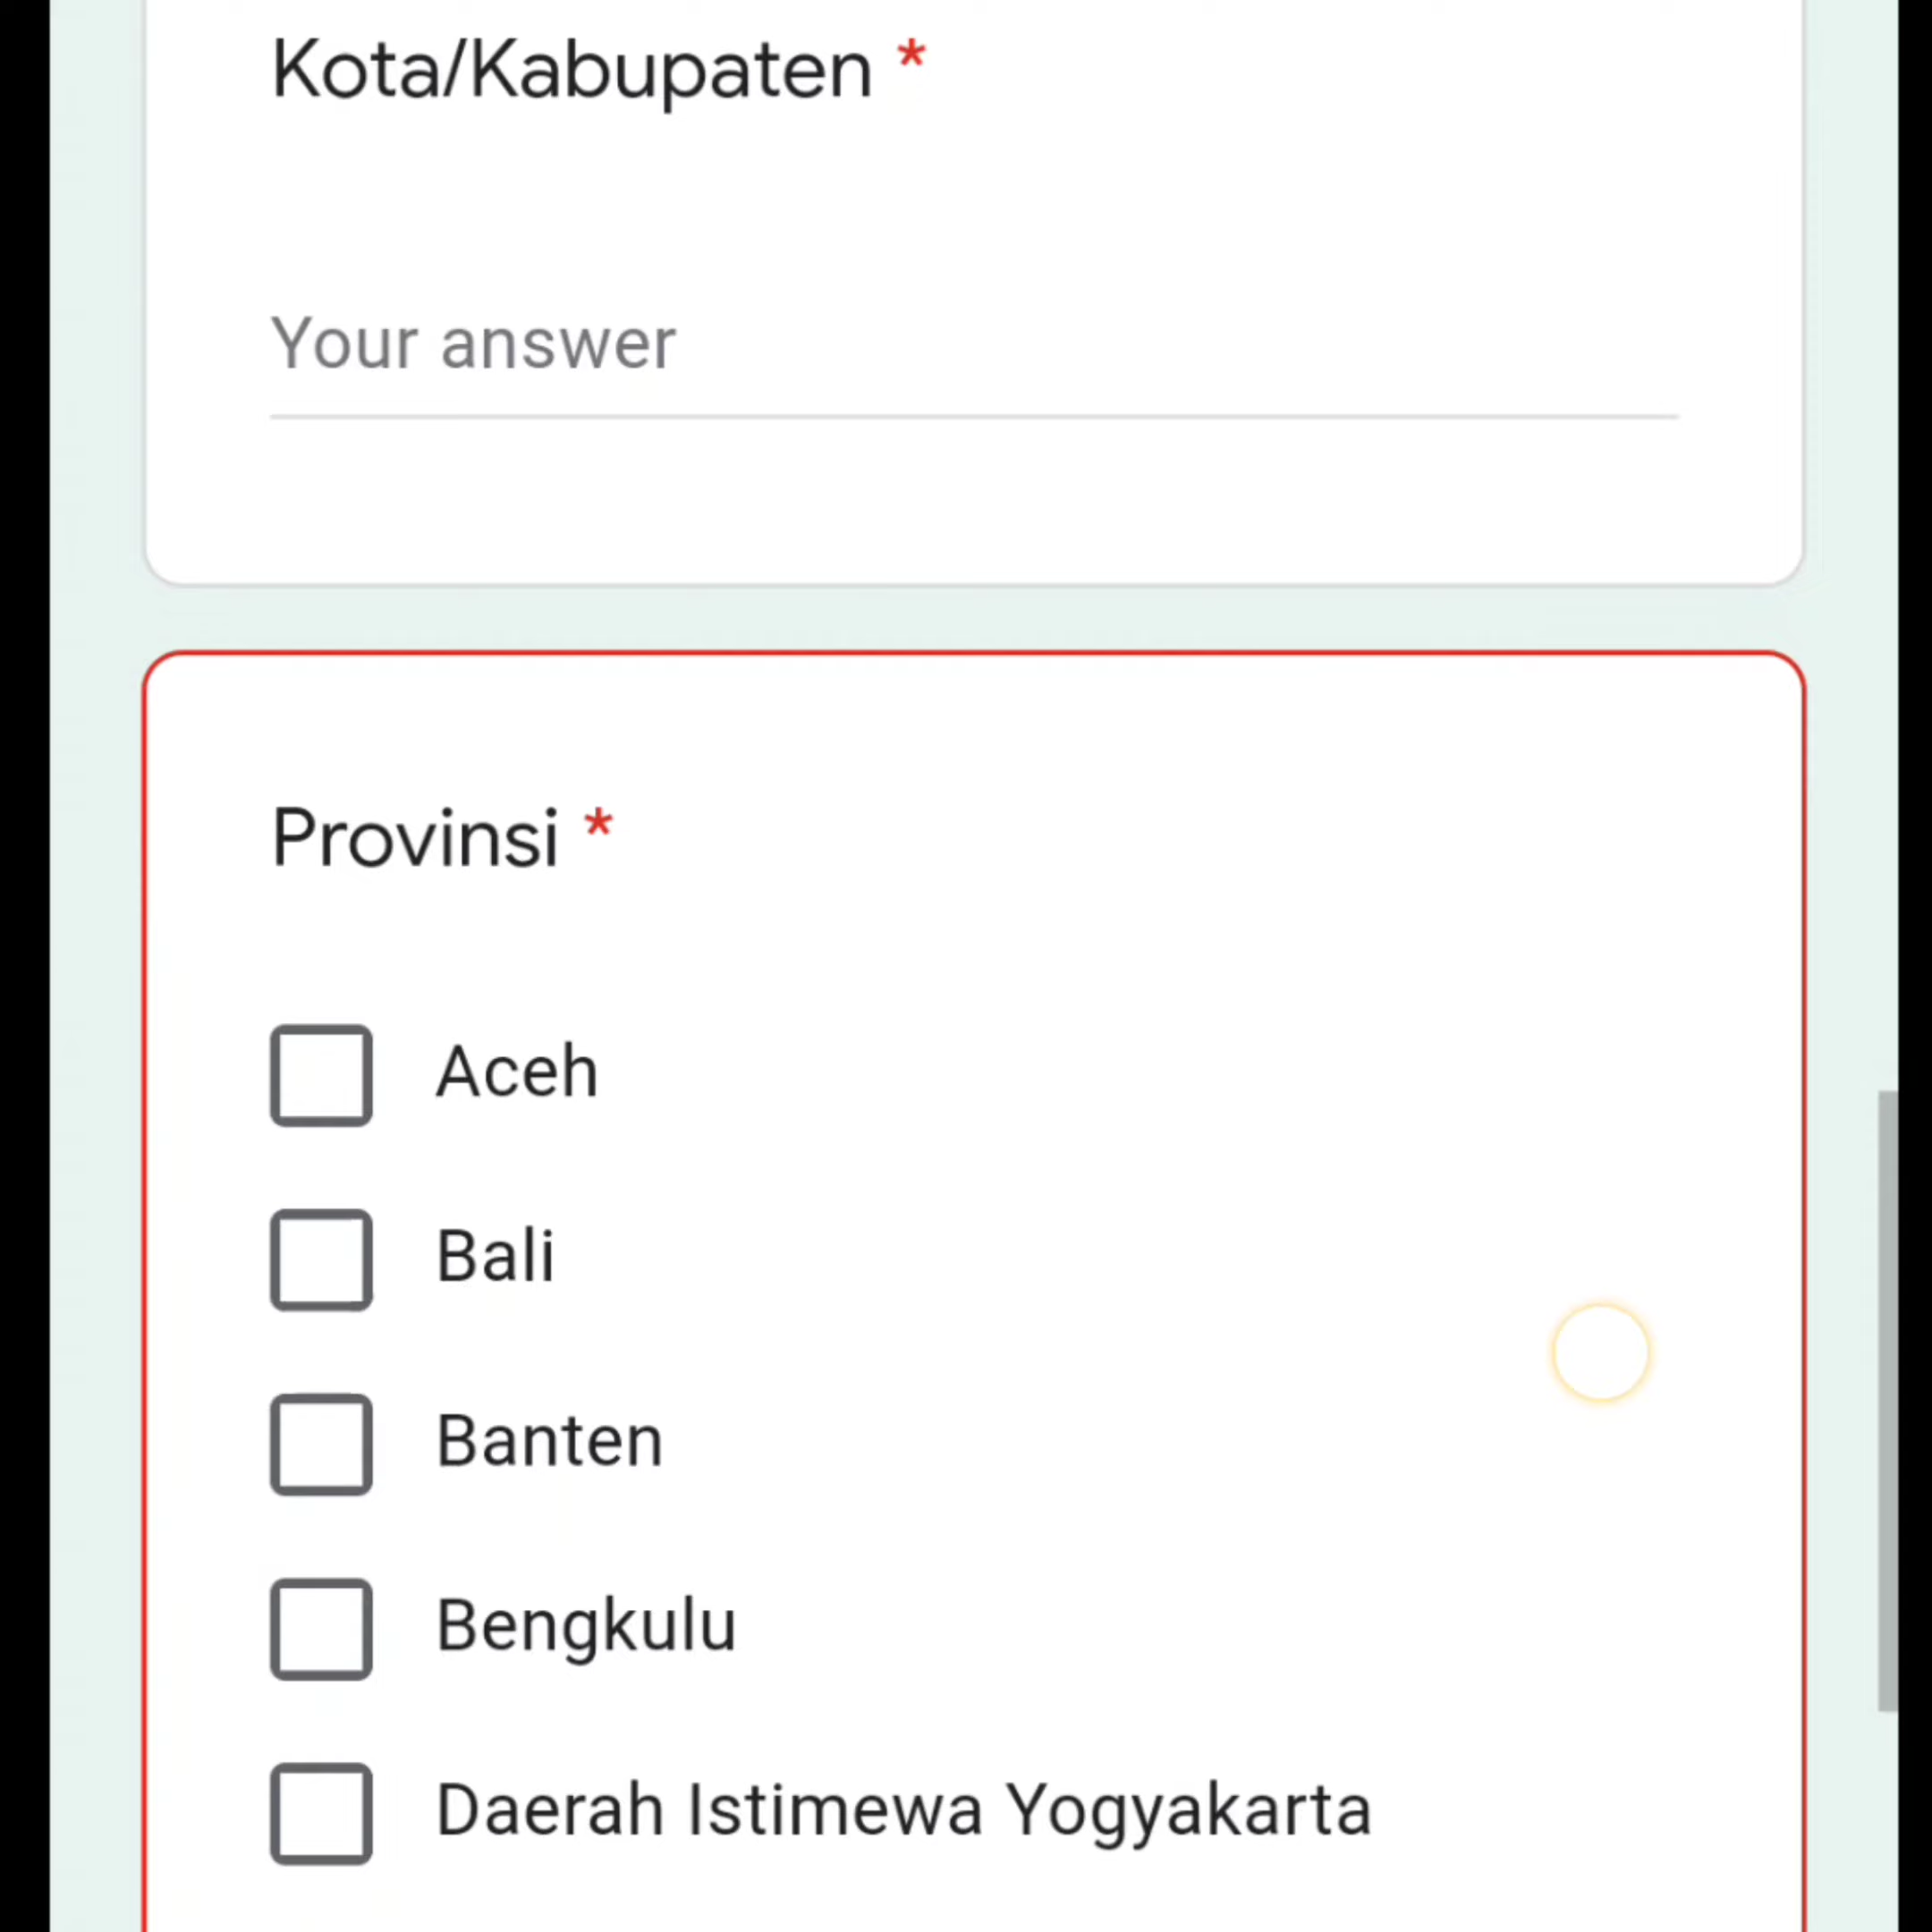 Kota/Kabupaten *
Your answer
Provinsi *
Aceh
Bali
Banten
Bengkulu
Daerah Istimewa Yogyakarta